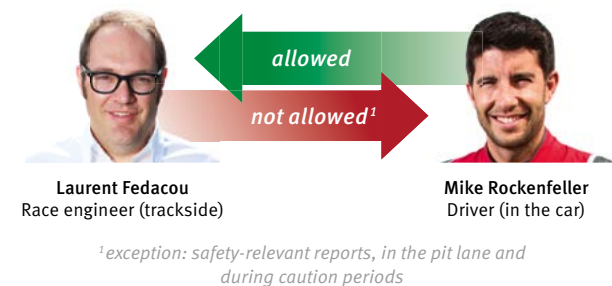 allowed
not allowed¹
Laurent Fedacou
Race engineer (trackside)
Mike Rockenfeller
Driver (in the car)
¹exception: safety-relevant reports, in the pit lane and
during caution periods